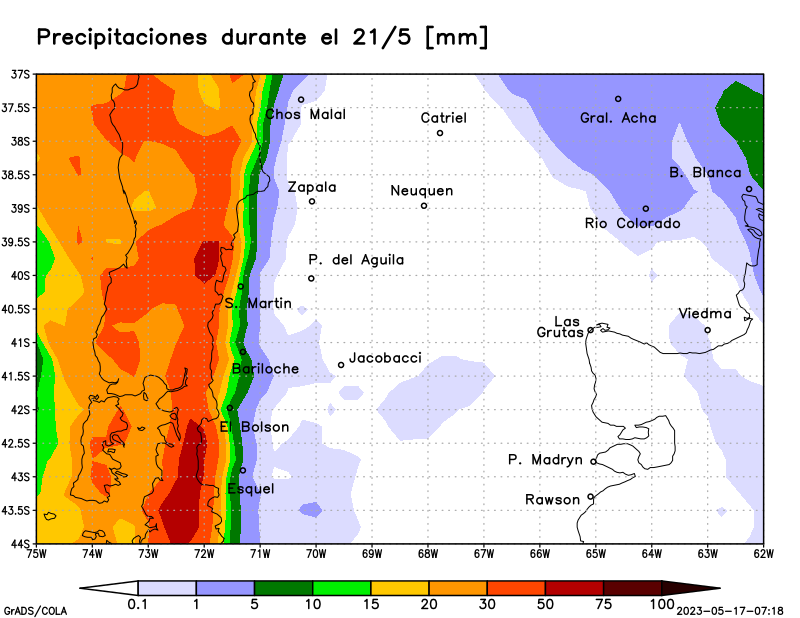 Precipitaciones durante el 21/5 [mm]
37S
37.5S
38S
38.5S
39S
39.5S
40S
40.5S
41S
41.5S
42S
42.5S
43S
43.5S
44S
Chos Malal
Catriel
Gral. Acha
B. Blanca
Zapala
Neuquen
Rio Colorado
P. del Aguila
S. Martin
Viedma
Las
Grutas
Bariloche
Jacobacci
El Bolson
P. Madryn
Esquel
Rawson
75W 74W 73W 72W 71W 70W 69W 68W 67W 66W 65W 64W 63W 62W
0.1 1 5 10 15 20 30 50 75 100
GrADS/COLA
2023-05-17-07:18